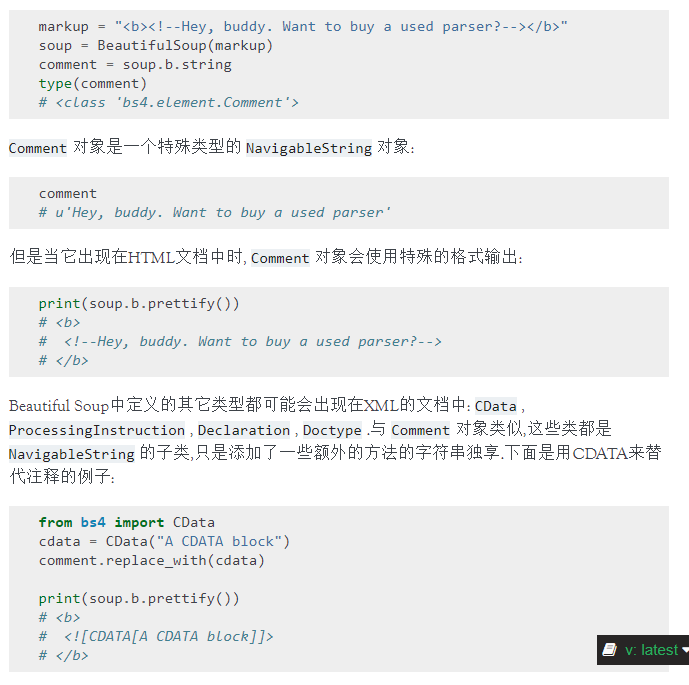 markup = "<b><!--Hey, buddy. Want to buy a used parser?--></b>"
soup = BeautifulSoup(markup)
comment = soup.b.string
type(comment)
# <class 'bs4.element.Comment'>
Comment 对象是一个特殊类型的 NavigableString 对象:
comment
# u'Hey, buddy. Want to buy a used parser'
但是当它出现在HTML文档中时, Comment 对象会使用特殊的格式输出:
print(soup.b.prettify())
# <b>
#  <!--Hey, buddy. Want to buy a used parser?-->
# </b>
Beautiful Soup中定义的其它类型都可能会出现在XML的文档中: CData ,
ProcessingInstruction , Declaration , Doctype .与 Comment 对象类似,这些类都是
NavigableString 的子类,只是添加了一些额外的方法的字符串独享.下面是用CDATA来替
代注释的例子:
from bs4 import CData
cdata = CData("A CDATA block")
comment.replace_with(cdata)
print(soup.b.prettify())
# <b>
#  <![CDATA[A CDATA block]]>
# </b>
v: latest